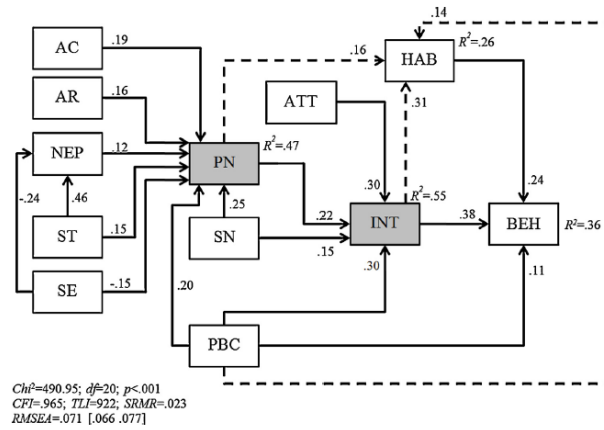 .14
AC
.19
HAB
R²=.26
.16
AR
.16
ATT
.31
NEP
.12
PN
R²=.47
-.24
.46
.30
R²=.55
.24
.25
.22
INT
.38
BEH
R²=.36
ST
.15
SN
.15
.30
.11
SE
-.15
.20
PBC
Chi²=490.95; df=20; p<.001
CFI=.965; TLI=922; SRMR=.023
RMSEA=.071 [.066 .077]